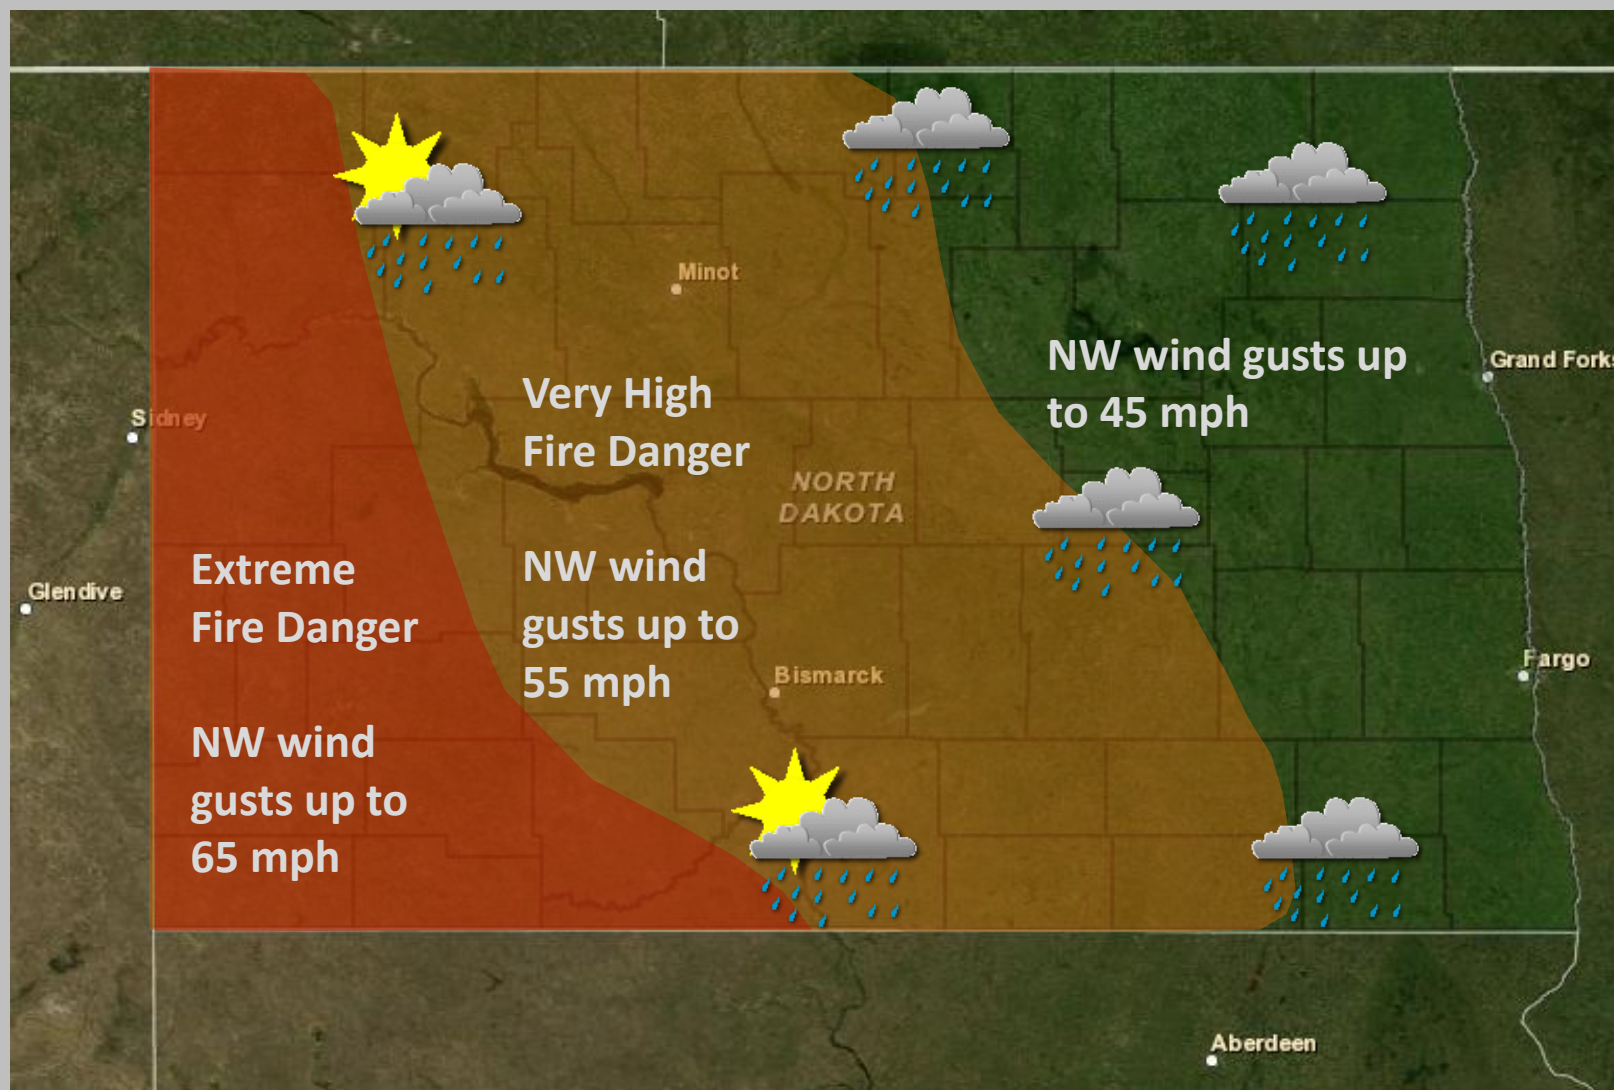 Minot
NW wind gusts up
to 45 mph
Grand Forks
Very High
Fire Danger
Sidney
NORTH
DAKOTA
Extreme
Fire Danger
NW wind
gusts up to
55 mph
Glendive
Fargo
Bismarck
NW wind
gusts up to
65 mph
Aberdeen